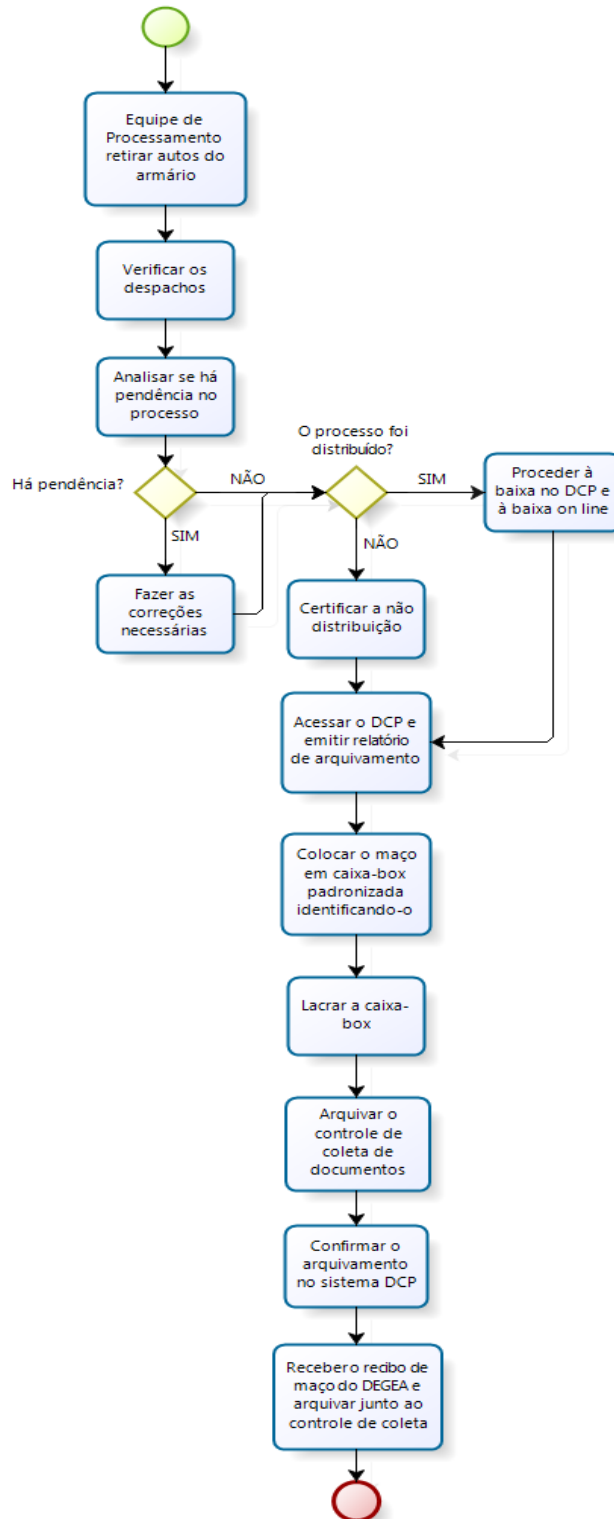 Equipe de
Processamento
retirar autos do
armário
Verificar os
despachos
Analisar se há
pendência no
processo
Há pendência?
NÃO
SIM
Fazer as
correções
necessárias
O processo foi
distribuído?
SIM
NÃO
Proceder à
baixa no DCP e
à baixa on line
Certificar a não
distribuição
Acessar o DCP e
emitir relatório
de arquivamento
Colocar o maço
em caixa-box
padronizada
identificando-o
Lacrar a caixa-
box
Arquivar o
controle de
coleta de
documentos
Confirmar o
arquivamento
no sistema DCP
Receber o recibo de
maço do DEGEA e
arquivar junto ao
controle de coleta